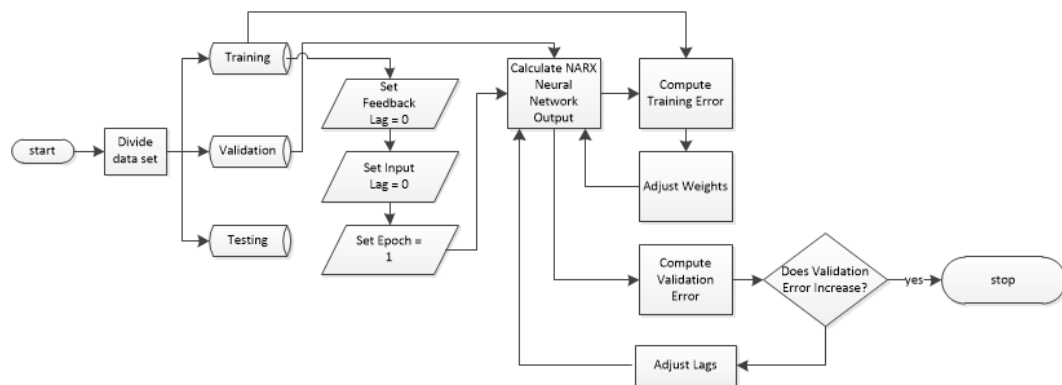 start
Divide
data set
Training
Validation
Testing
Set
Feedback
Lag = 0
Set Input
Lag = 0
Set Epoch =
1
Calculate NARX
Neural
Network
Output
Compute
Training Error
Adjust Weights
Compute
Validation
Error
Does Validation
Error Increase?
yes
stop
Adjust Lags